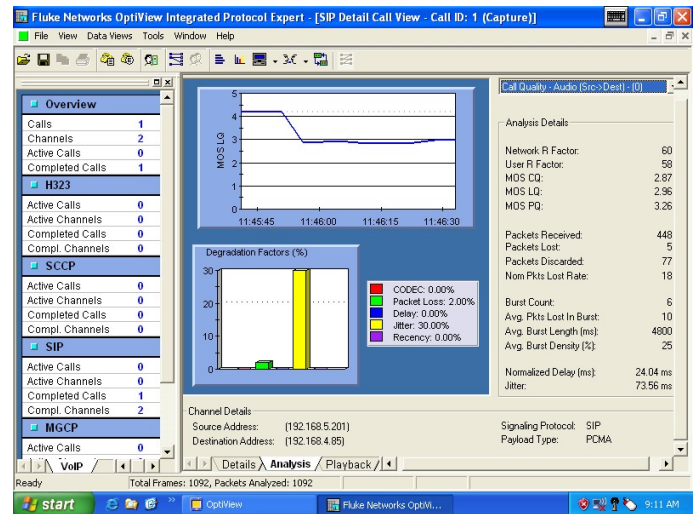 Fluke Networks OptiView Integrated Protocol Expert - [SIP Detail Call View - Call ID: 1 (Capture)]
File View Data Views Tools Window Help
Overview
Calls 1
Channels 2
Active Calls 0
Completed Calls 1
H323
Active Calls 0
Active Channels 0
Completed Calls 0
Compl. Channels 0
SCCP
Active Calls 0
Active Channels 0
Completed Calls 0
Compl. Channels 0
SIP
Active Calls 0
Active Channels 0
Completed Calls 1
Compl. Channels 2
MGCP
Active Calls 0
VoIP
MOS LQ
5
4
3
2
1
0
11:45:45 11:46:00 11:46:15 11:46:30
Degradation Factors (%)
30
20
10
0
CODEC: 0.00%
Packet Loss: 2.00%
Delay: 0.00%
Jitter: 30.00%
Recency: 0.00%
Call Quality - Audio (Src->Dest) - (0)
Analysis Details
Network R Factor: 60
User R Factor: 58
MOS CQ: 2.87
MOS LQ: 2.96
MOS PQ: 3.26
Packets Received: 448
Packets Lost: 5
Packets Discarded: 77
Nom Pkts Lost Rate: 18
Burst Count: 6
Avg. Pkts Lost In Burst: 10
Avg. Burst Length (ms): 4800
Avg. Burst Density (%): 25
Normalized Delay (ms): 24.04 ms
Jitter: 73.56 ms
Channel Details
Source Address: (192.168.5.201) Signaling Protocol: SIP
Destination Address: (192.168.4.85) Payload Type: PCMA
Details Analysis Playback
Ready Total Frames: 1092, Packets Analyzed: 1092
start OptiView Fluke Networks OptiVi... 9:11 AM